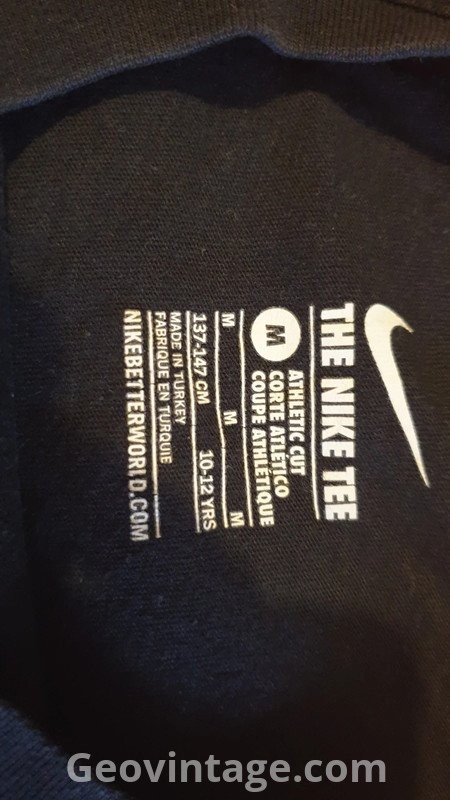 THE NIKE TEE
M
ATHLETIC CUT
CORTE ATLÉTICO
COUPE ATHLÉTIQUE
M M M
137-147 CM 10-12 YRS
MADE IN TURKEY
FABRIQUE EN TURQUIE
NIKEBETTERWORLD.COM
Geovintage.com